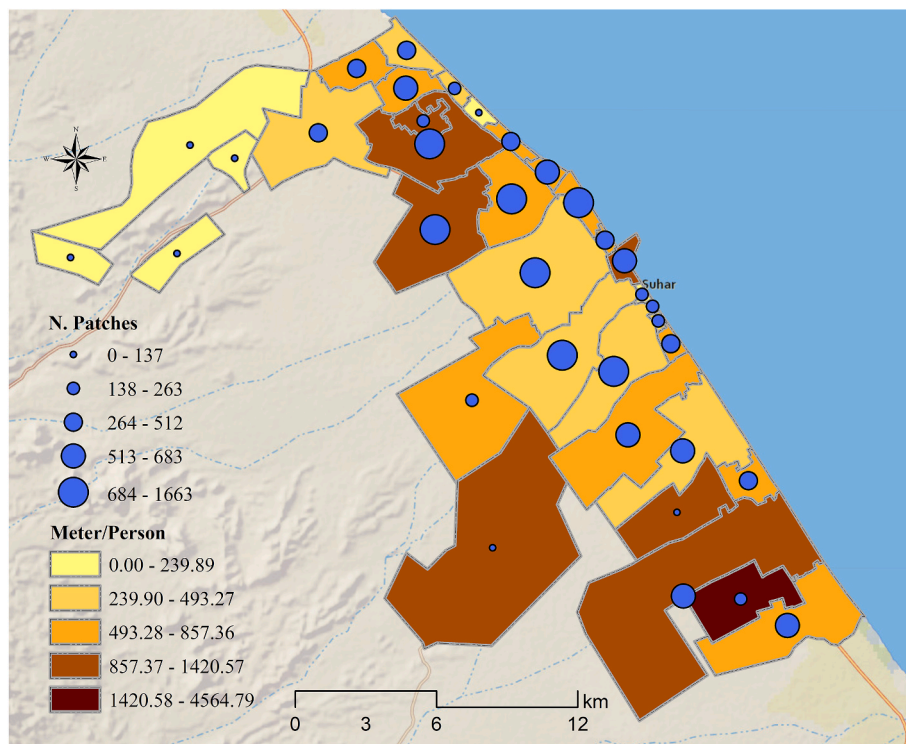 N
W E
S
Suhar
N. Patches
0 - 137
138 - 263
264 - 512
513 - 683
684 - 1663
Meter/Person
0.00 - 239.89
239.90 - 493.27
493.28 - 857.36
857.37 - 1420.57
1420.58 - 4564.79
km
0 3 6 12